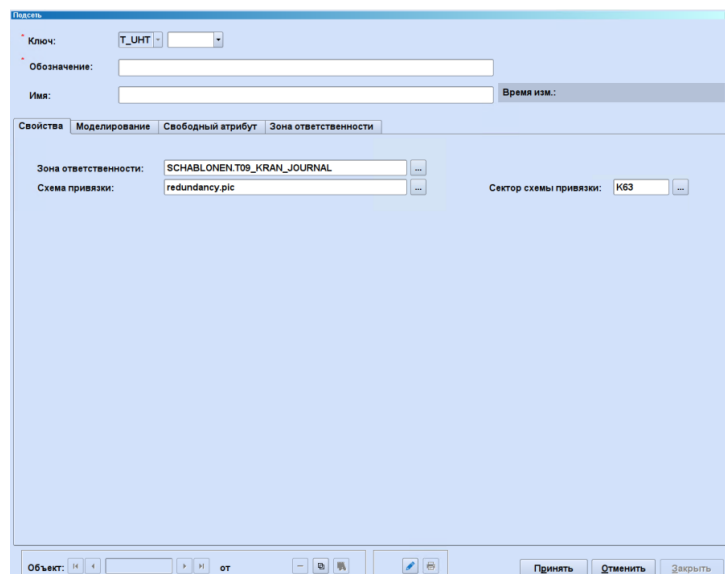 Подсеть
* Ключ: T_UHT
* Обозначение:
Имя: Время изм.:
Свойства Моделирование Свободный атрибут Зона ответственности
Зона ответственности: SCHABLONEN.T09_KRAN_JOURNAL ...
Схема привязки: redundancy.pic ... Сектор схемы привязки: K63 ...
Объект: от Принять Отменить Закрыть